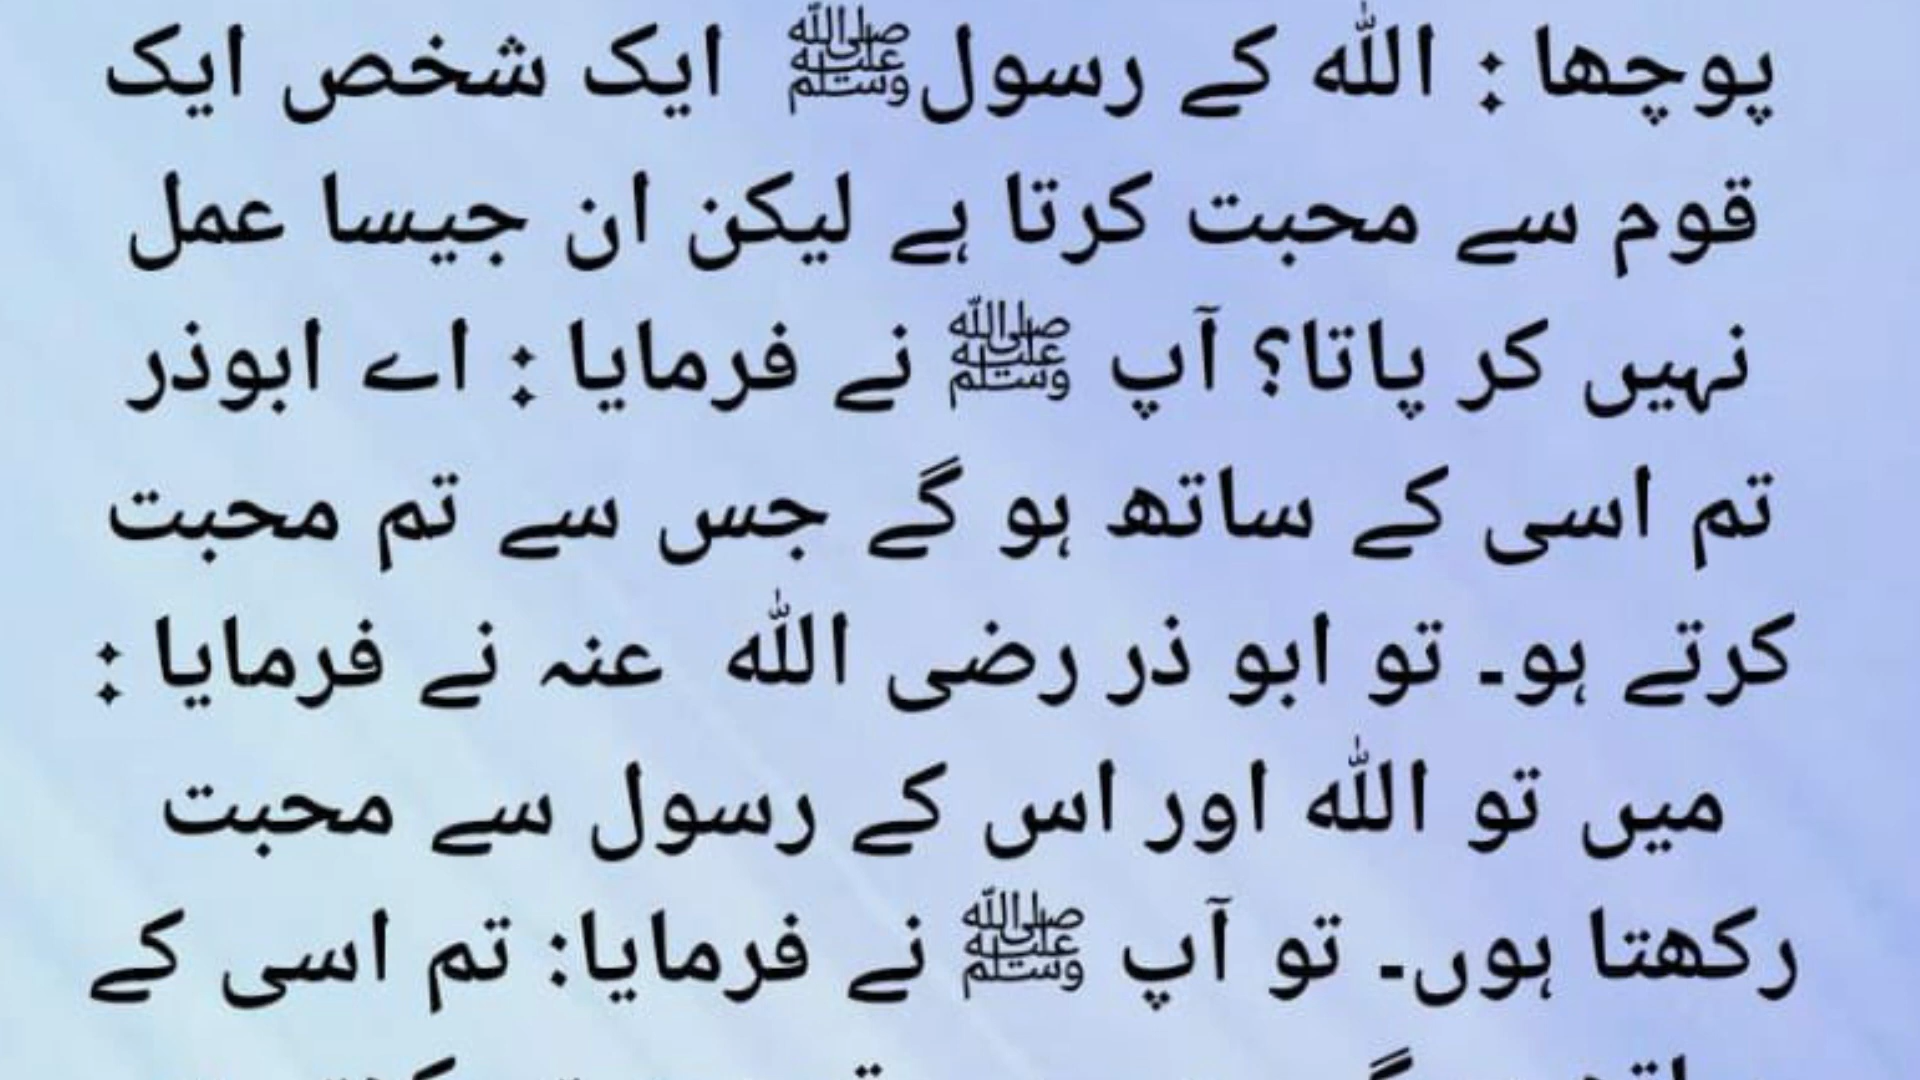 پوچھا : اللہ کے رسولﷺ ایک شخص ایک
قوم سے محبت کرتا ہے لیکن ان جیسا عمل
نہیں کر پاتا؟ آپ ﷺ نے فرمایا : اے ابوذر
تم اسی کے ساتھ ہو گے جس سے تم محبت
کرتے ہو۔ تو ابو ذر رضی اللہ عنہ نے فرمایا :
میں تو اللہ اور اس کے رسول سے محبت
رکھتا ہوں۔ تو آپ ﷺ نے فرمایا: تم اسی کے